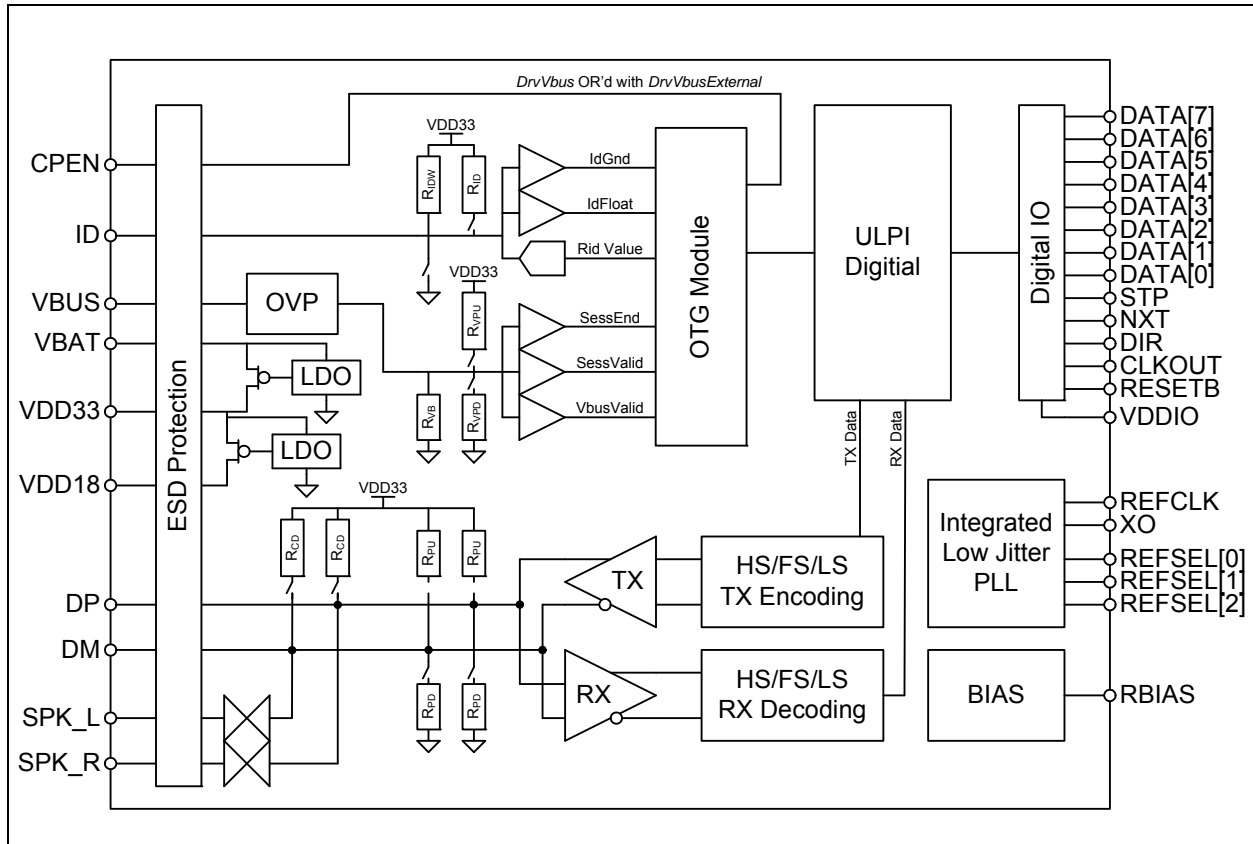 DrvVbus OR'd with DrvVbusExternal
CPEN
ID
VBUS
VBAT
VDD33
VDD18
DP
DM
SPK_L
SPK_R
ESD Protection
OVP
LDO
LDO
VDD33
RIDW
RID
VDD33
RVPU
RVB
RVPD
IdGnd
IdFloat
Rid Value
SessEnd
SessValid
VbusValid
OTG Module
ULPI
Digitial
Digital IO
DATA[7]
DATA[6]
DATA[5]
DATA[4]
DATA[3]
DATA[2]
DATA[1]
DATA[0]
STP
NXT
DIR
CLKOUT
RESETB
VDDIO
TX Data
RX Data
VDD33
RCD
RCD
RPU
RPU
RPD
RPD
TX
RX
HS/FS/LS
TX Encoding
HS/FS/LS
RX Decoding
Integrated
Low Jitter
PLL
REFCLK
XO
REFSEL[0]
REFSEL[1]
REFSEL[2]
BIAS
RBIAS